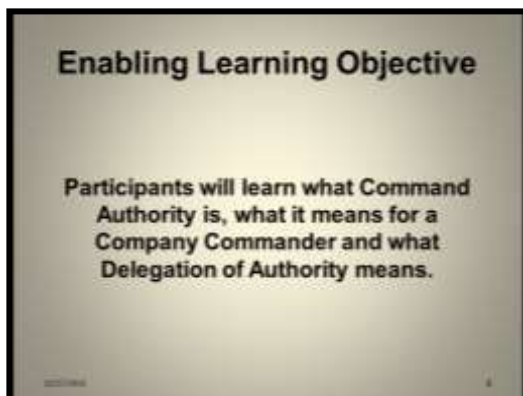 Enabling Learning Objective
Participants will learn what Command
Authority is, what it means for a
Company Commander and what
Delegation of Authority means.